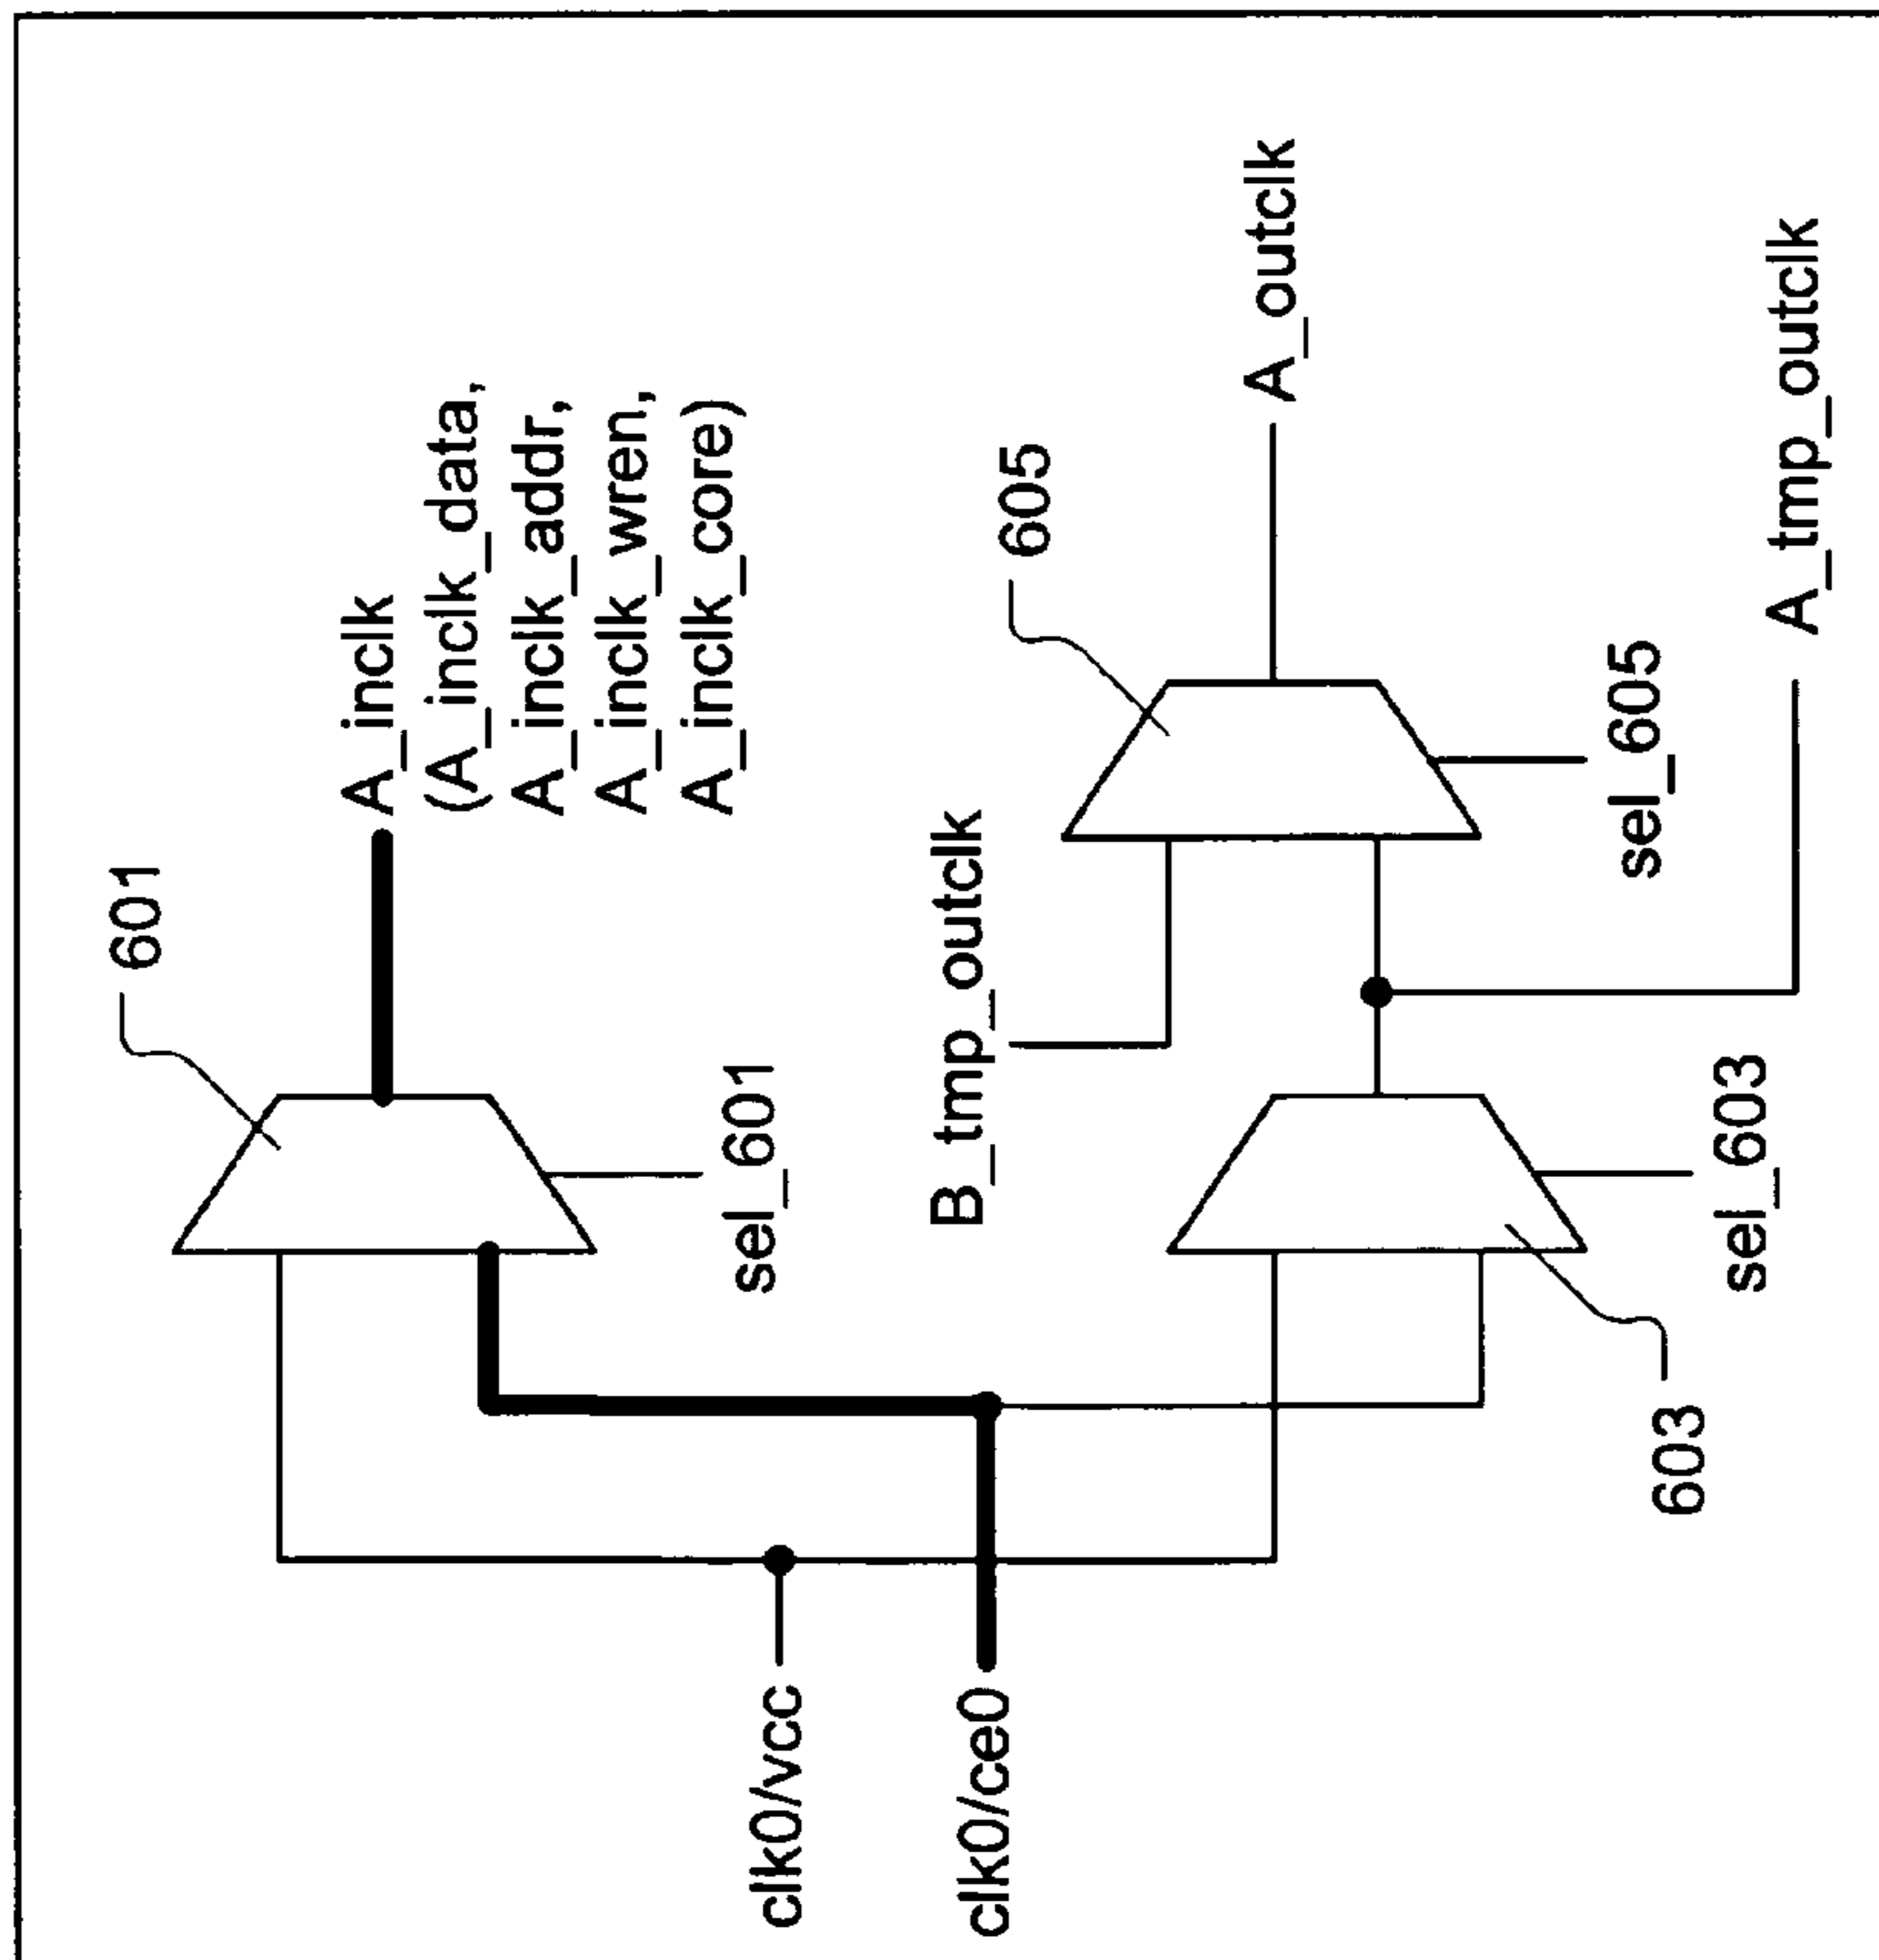 601
A_inclk
(A_inclk_data,
A_inclk_addr,
A_inclk_wren,
A_inclk_core)
sel_601
clk0/vcc
clk0/ce0
B_tmp_outclk
605
A_outclk
sel_605
603
sel_603
A_tmp_outclk